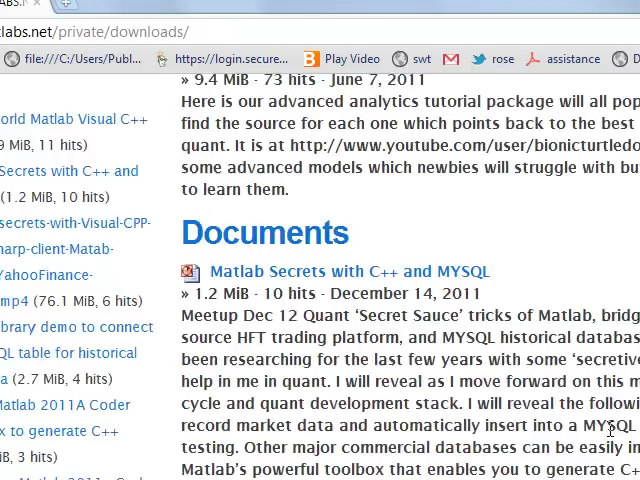 LABS.N
tlabs.net/private/downloads/
file:///C:/Users/Publ... https://login.secure... Play Video swt rose assistance D
» 9.4 MiB - 73 hits - June 7, 2011
Here is our advanced analytics tutorial package will all pop
find the source for each one which points back to the best
quant. It is at http://www.youtube.com/user/bionicturtledo
some advanced models which newbies will struggle with bu
to learn them.
Documents
Matlab Secrets with C++ and MYSQL
» 1.2 MiB - 10 hits - December 14, 2011
Meetup Dec 12 Quant ‘Secret Sauce’ tricks of Matlab, bridg
source HFT trading platform, and MYSQL historical databas
been researching for the last few years with some ‘secretive
help in me in quant. I will reveal as I move forward on this m
cycle and quant development stack. I will reveal the followi
record market data and automatically insert into a MYSQL
testing. Other major commercial databases can be easily in
Matlab’s powerful toolbox that enables you to generate C+
orld Matlab Visual C++
9 MiB, 11 hits)
Secrets with C++ and
(1.2 MiB, 10 hits)
secrets-with-Visual-CPP-
harp-client-Matab-
YahooFinance-
mp4 (76.1 MiB, 6 hits)
ibrary demo to connect
QL table for historical
a (2.7 MiB, 4 hits)
Matlab 2011A Coder
x to generate C++
iB, 3 hits)